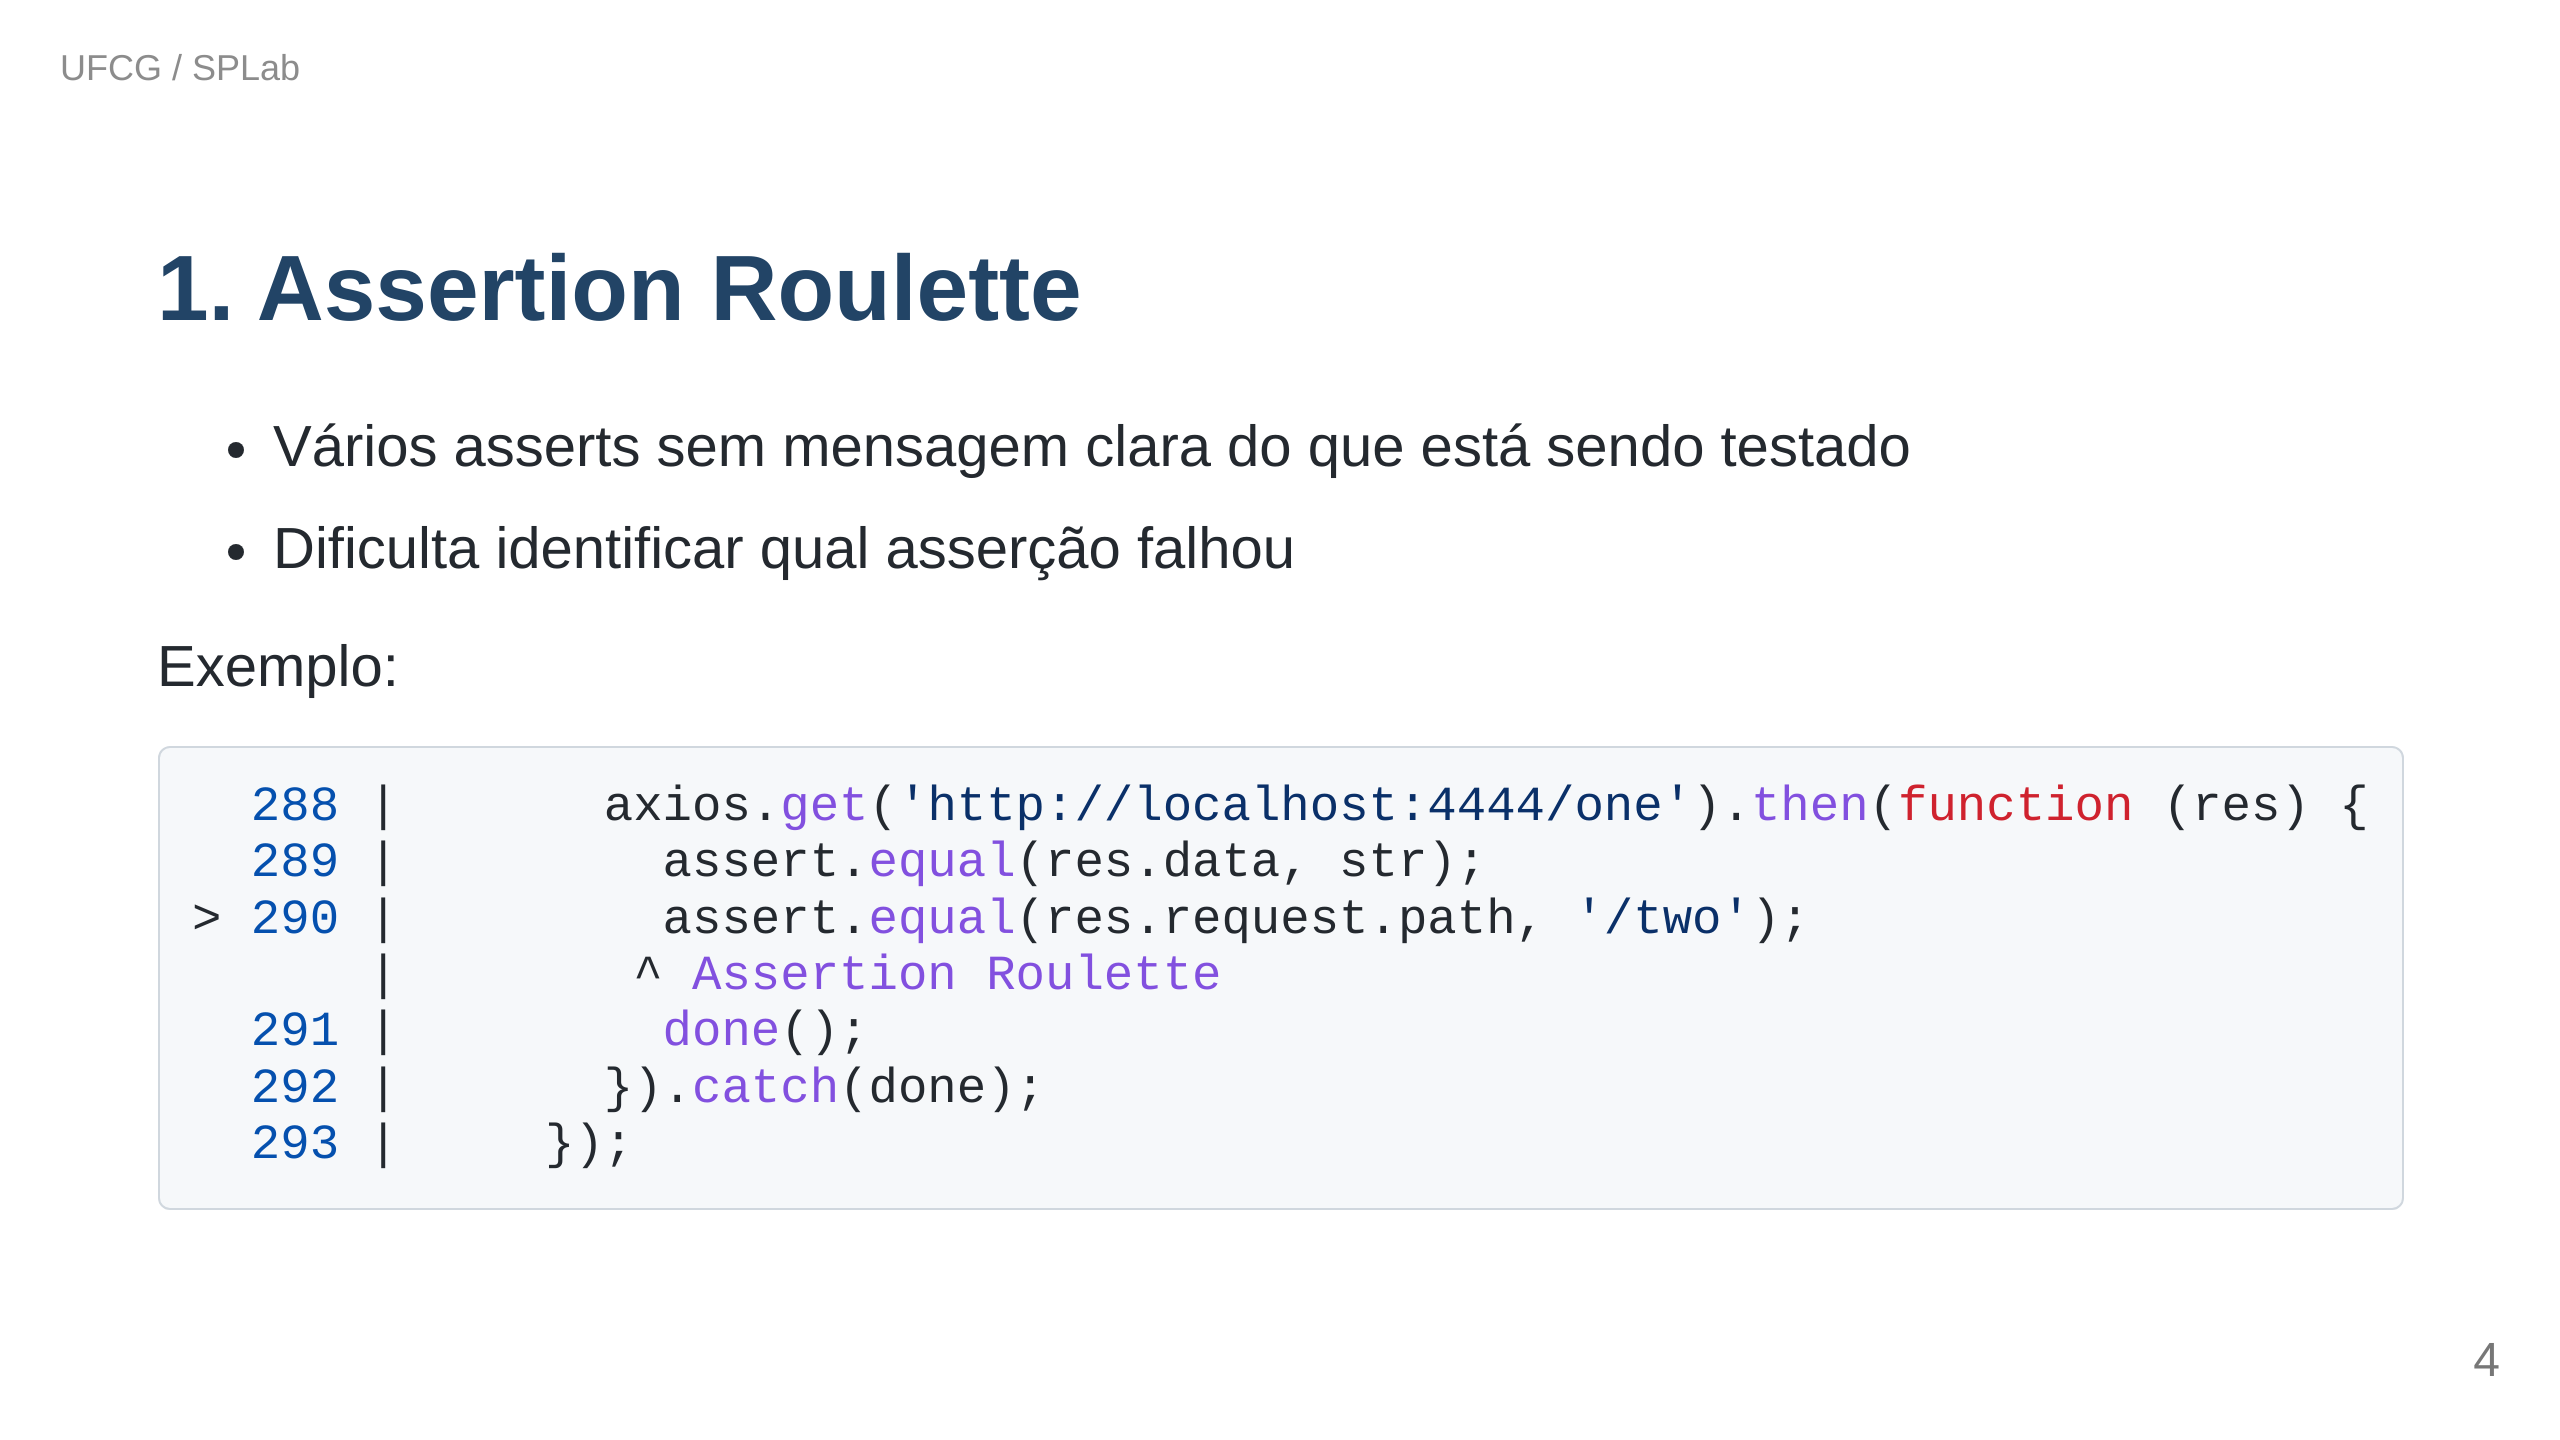 UFCG / SPLab
1. Assertion Roulette
• Vários asserts sem mensagem clara do que está sendo testado
• Dificulta identificar qual asserção falhou
Exemplo:
  288 |       axios.get('http://localhost:4444/one').then(function (res) {
  289 |         assert.equal(res.data, str);
> 290 |         assert.equal(res.request.path, '/two');
      |        ^ Assertion Roulette
  291 |         done();
  292 |       }).catch(done);
  293 |     });
4